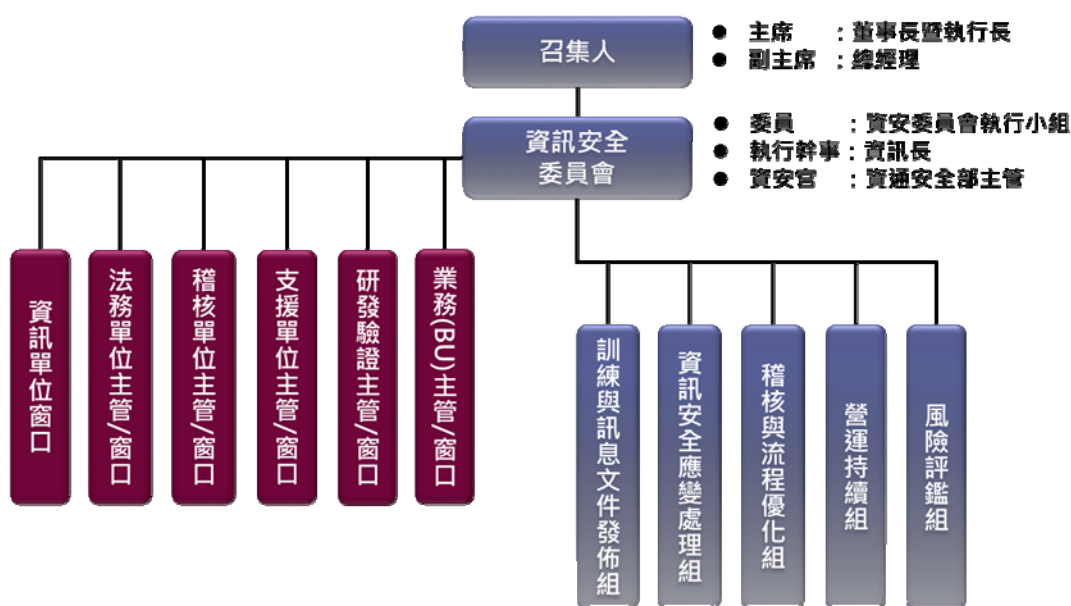 召集人
● 主席 :董事長暨執行長
● 副主席 :總經理
資訊安全
委員會
● 委員 :資安委員會執行小組
● 執行幹事:資訊長
● 資安官 :資通安全部主管
資訊單位窗口
法務單位主管/窗口
稽核單位主管/窗口
支援單位主管/窗口
研發驗證主管/窗口
業務(BU)主管/窗口
訓練與訊息文件發佈組
資訊安全應變處理組
稽核與流程優化組
營運持續組
風險評鑑組